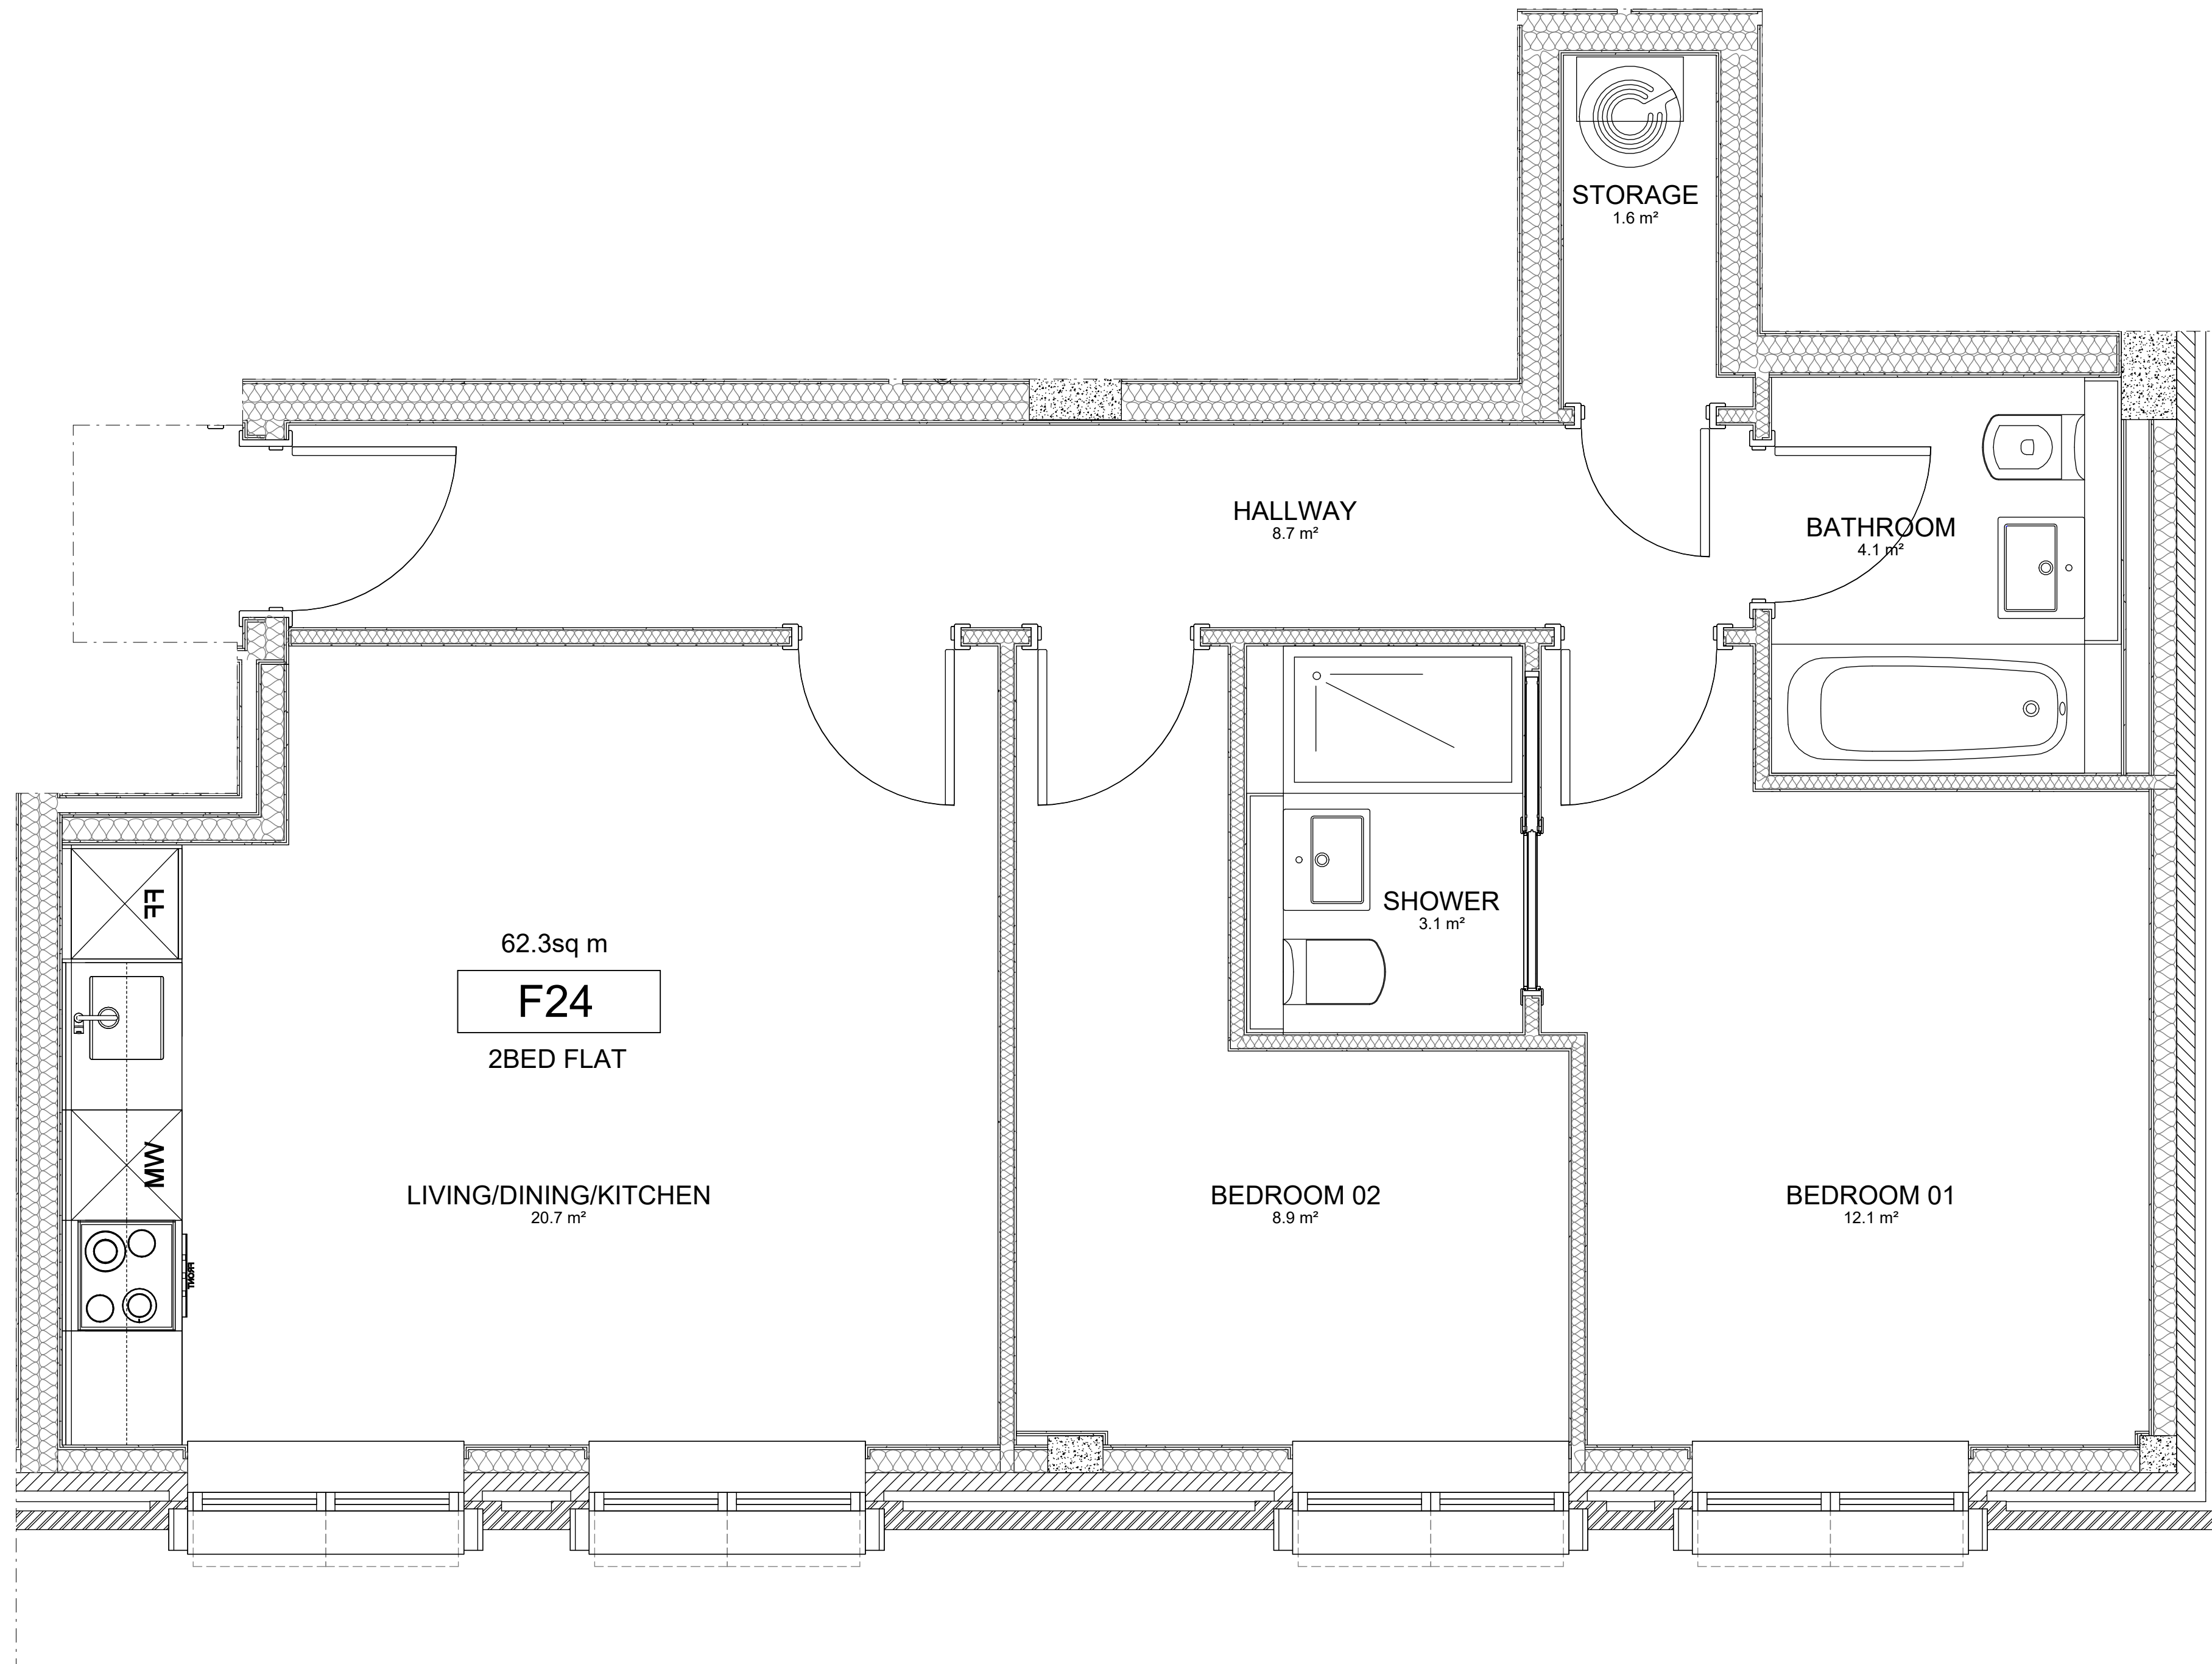 STORAGE
1.6 m²
HALLWAY
8.7 m²
BATHROOM
4.1 m²
SHOWER
3.1 m²
62.3sq m
F24
2BED FLAT
FF
MW
LIVING/DINING/KITCHEN
20.7 m²
BEDROOM 02
8.9 m²
BEDROOM 01
12.1 m²
FRONT